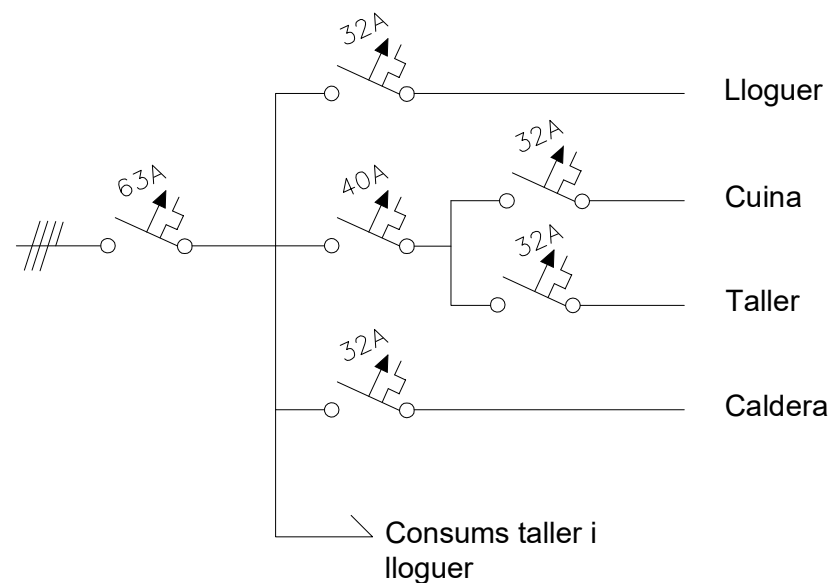 32A
Lloguer
32A
63A
40A
Cuina
32A
Taller
32A
Caldera
Consums taller i
lloguer